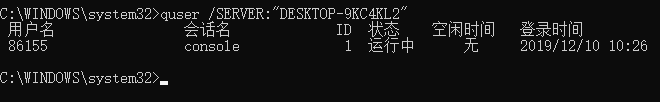 C:\WINDOWS\system32>quser /SERVER:"DESKTOP-9KC4KL2"
用户名 会话名 ID 状态 空闲时间 登录时间
86155 console 1 运行中 无 2019/12/10 10:26
C:\WINDOWS\system32>